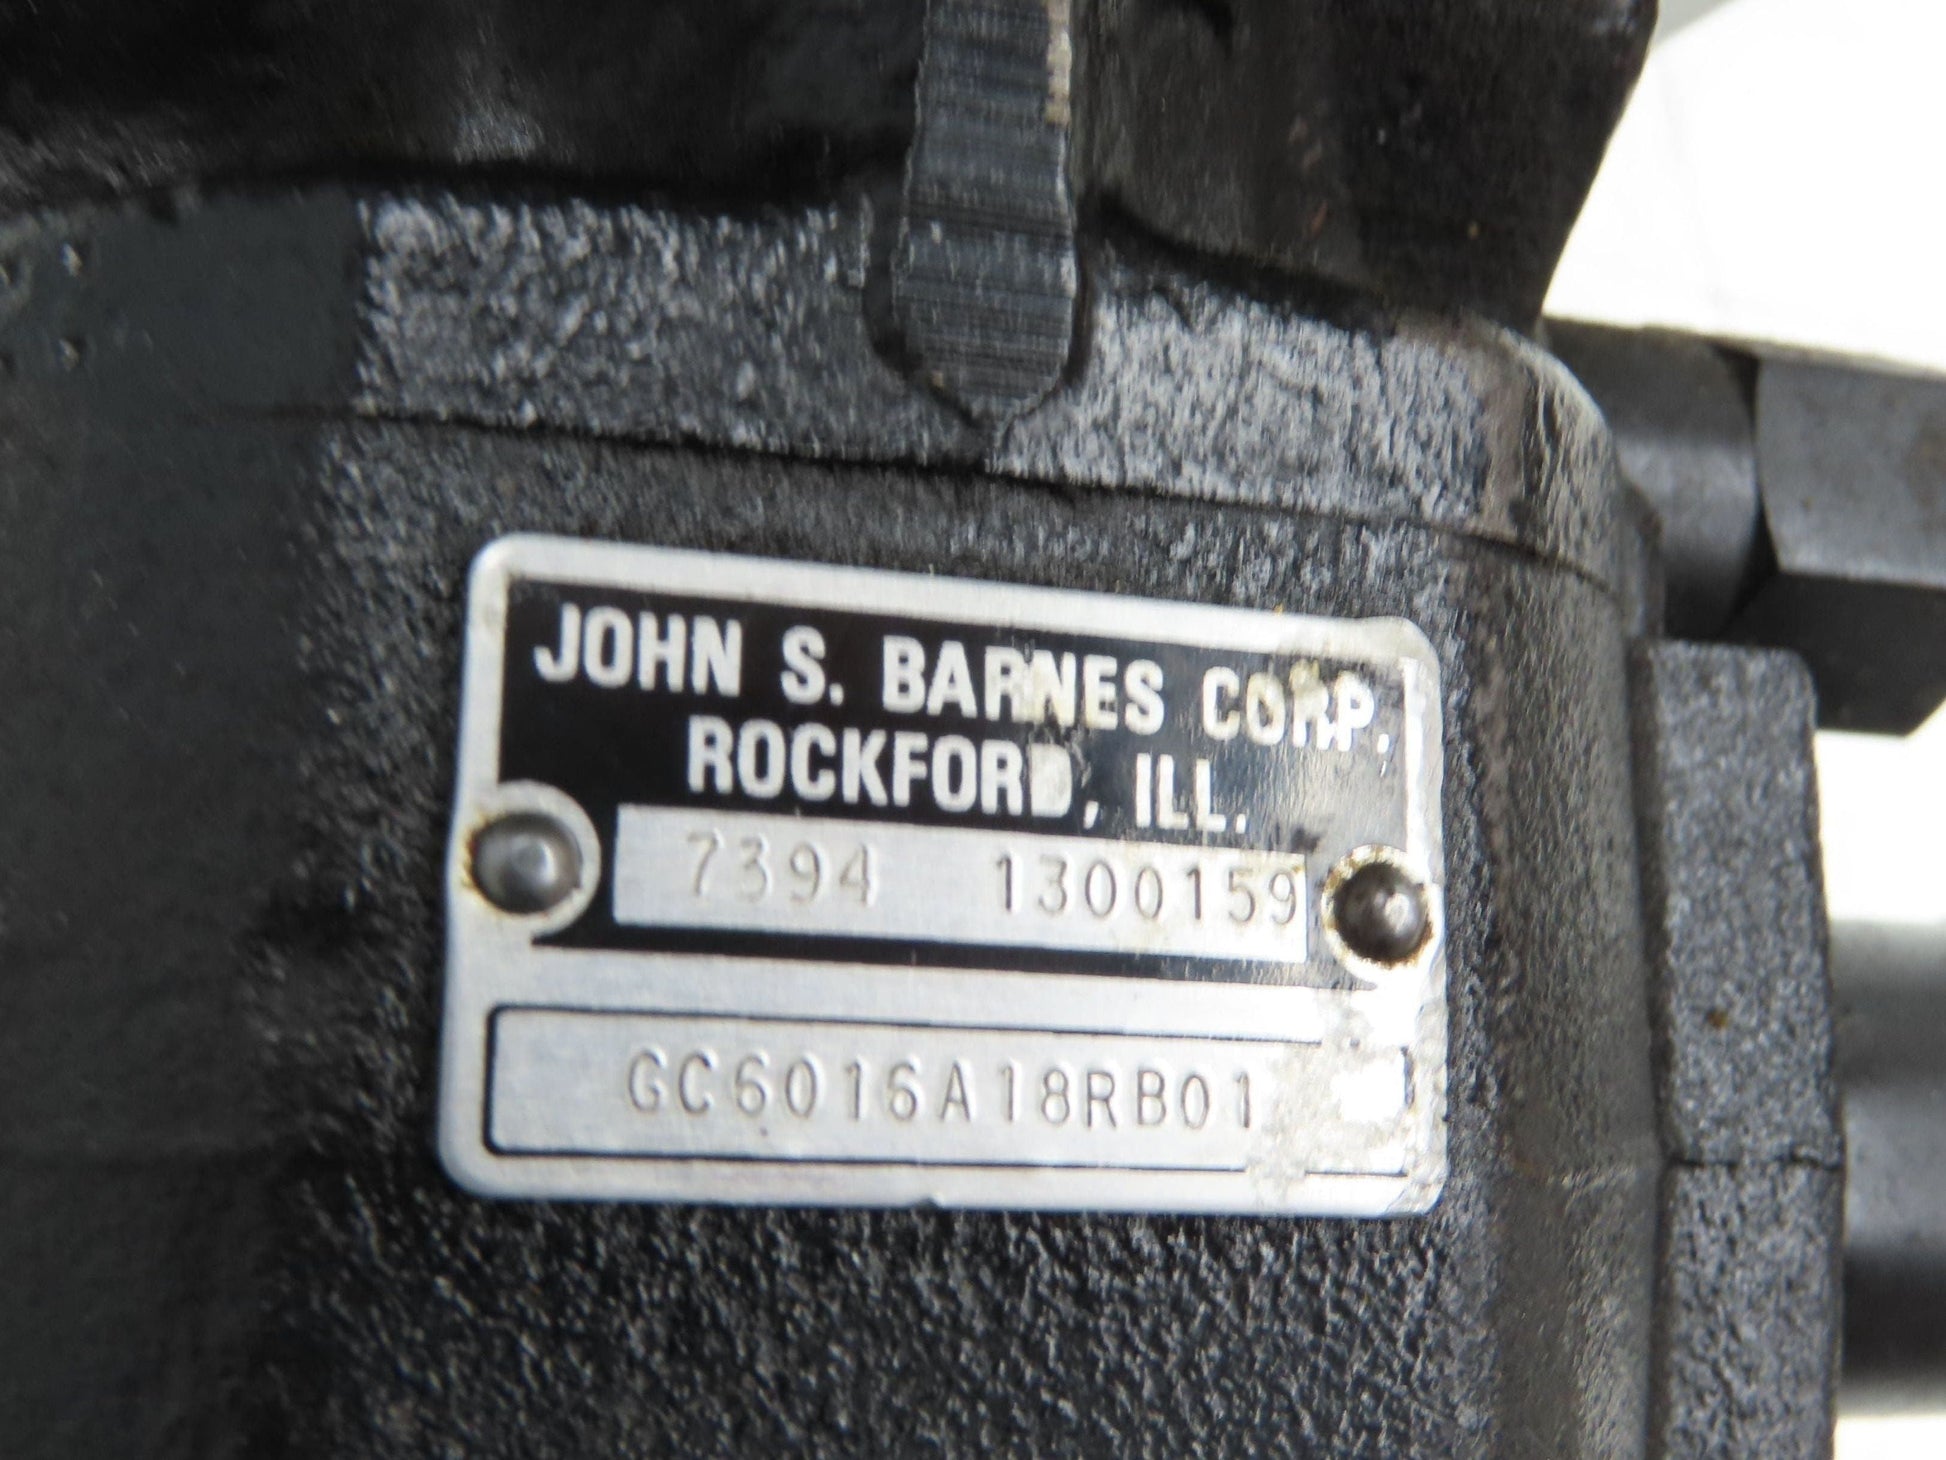 JOHN S. BARNES CORP.
ROCKFORD, ILL.
7394 1300159
GC6016A18RB01